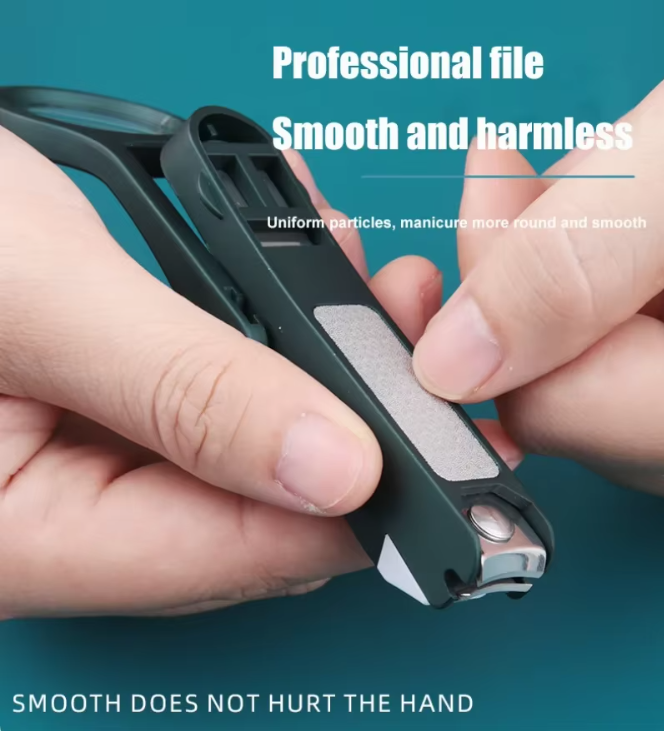 Professional file
Smooth and harmless
Uniform particles, manicure more round and smooth
SMOOTH DOES NOT HURT THE HAND